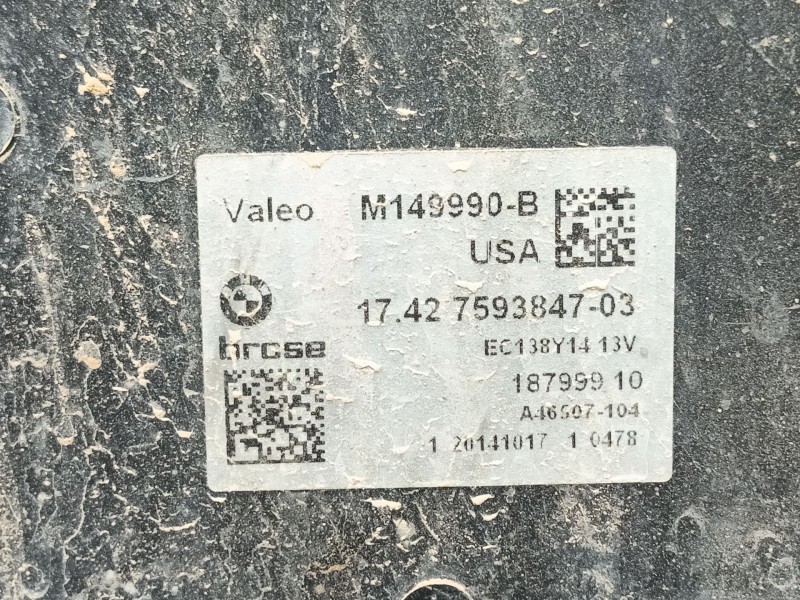 Valeo M149990-B
USA
17.42 7593847-03
brose EC138Y14 13V
187999 10
A46507-104
1 20141017 1 0478